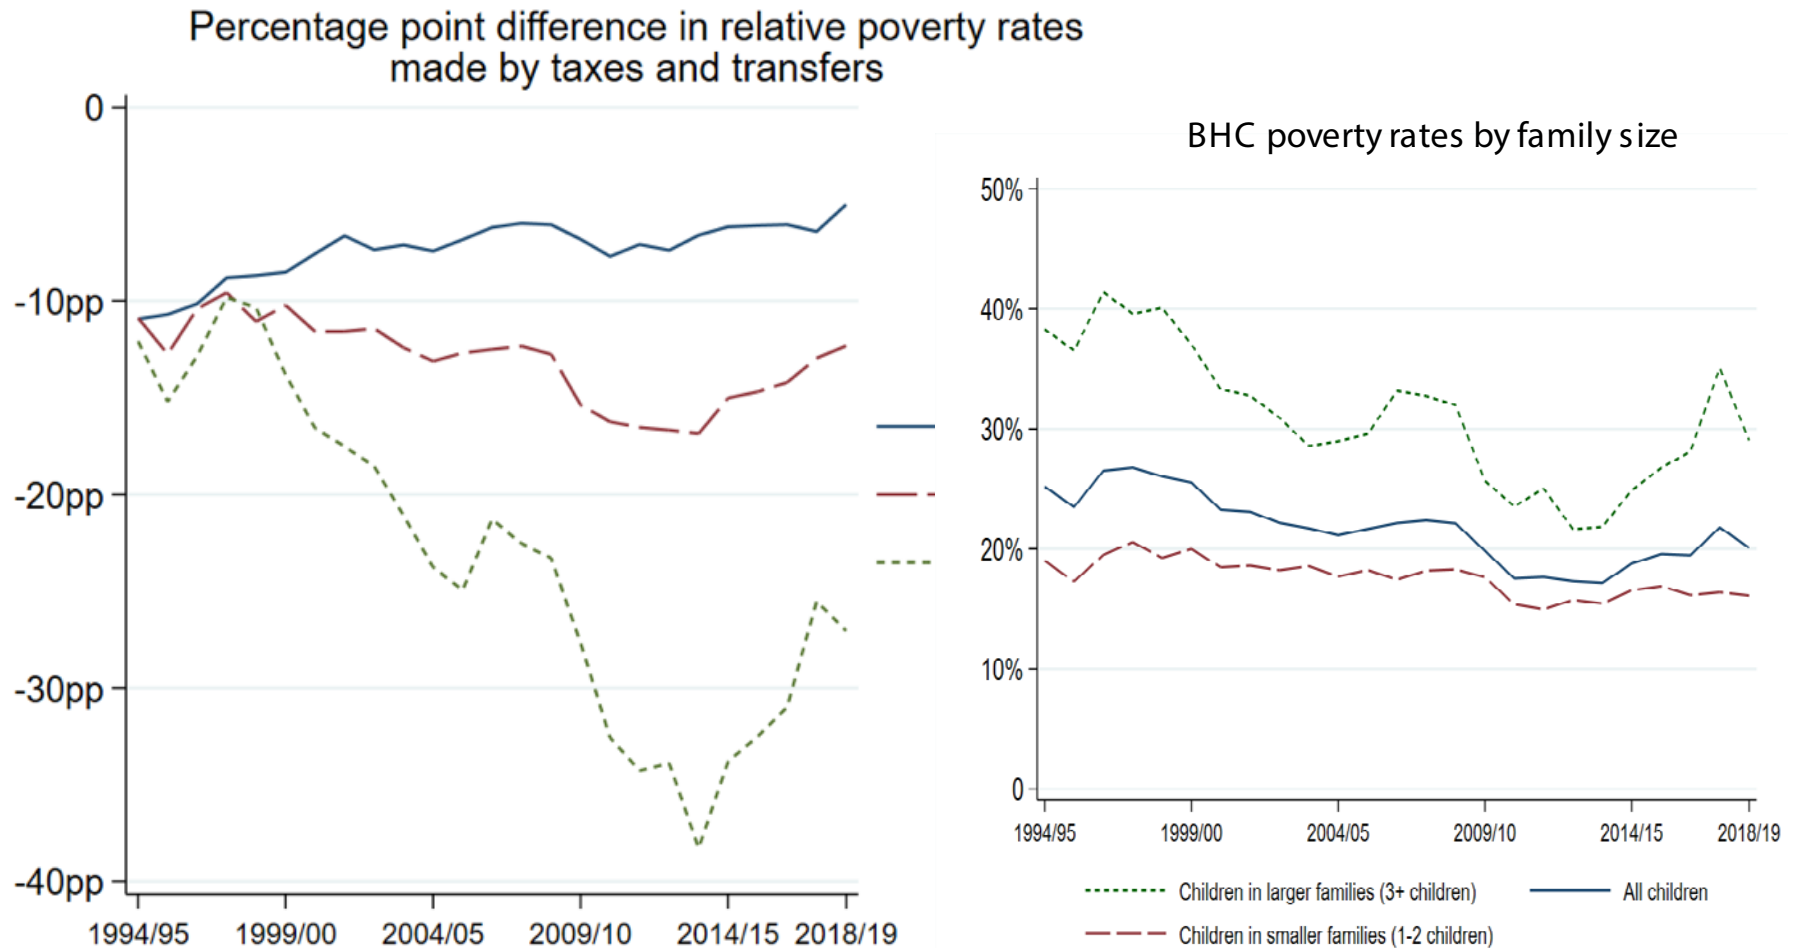 Percentage point difference in relative poverty rates
made by taxes and transfers
0
-10pp
-20pp
-30pp
-40pp
1994/95 1999/00 2004/05 2009/10 2014/15 2018/19
BHC poverty rates by family size
50%
40%
30%
20%
10%
0
1994/95 1999/00 2004/05 2009/10 2014/15 2018/19
Children in larger families (3+ children) All children
Children in smaller families (1-2 children)